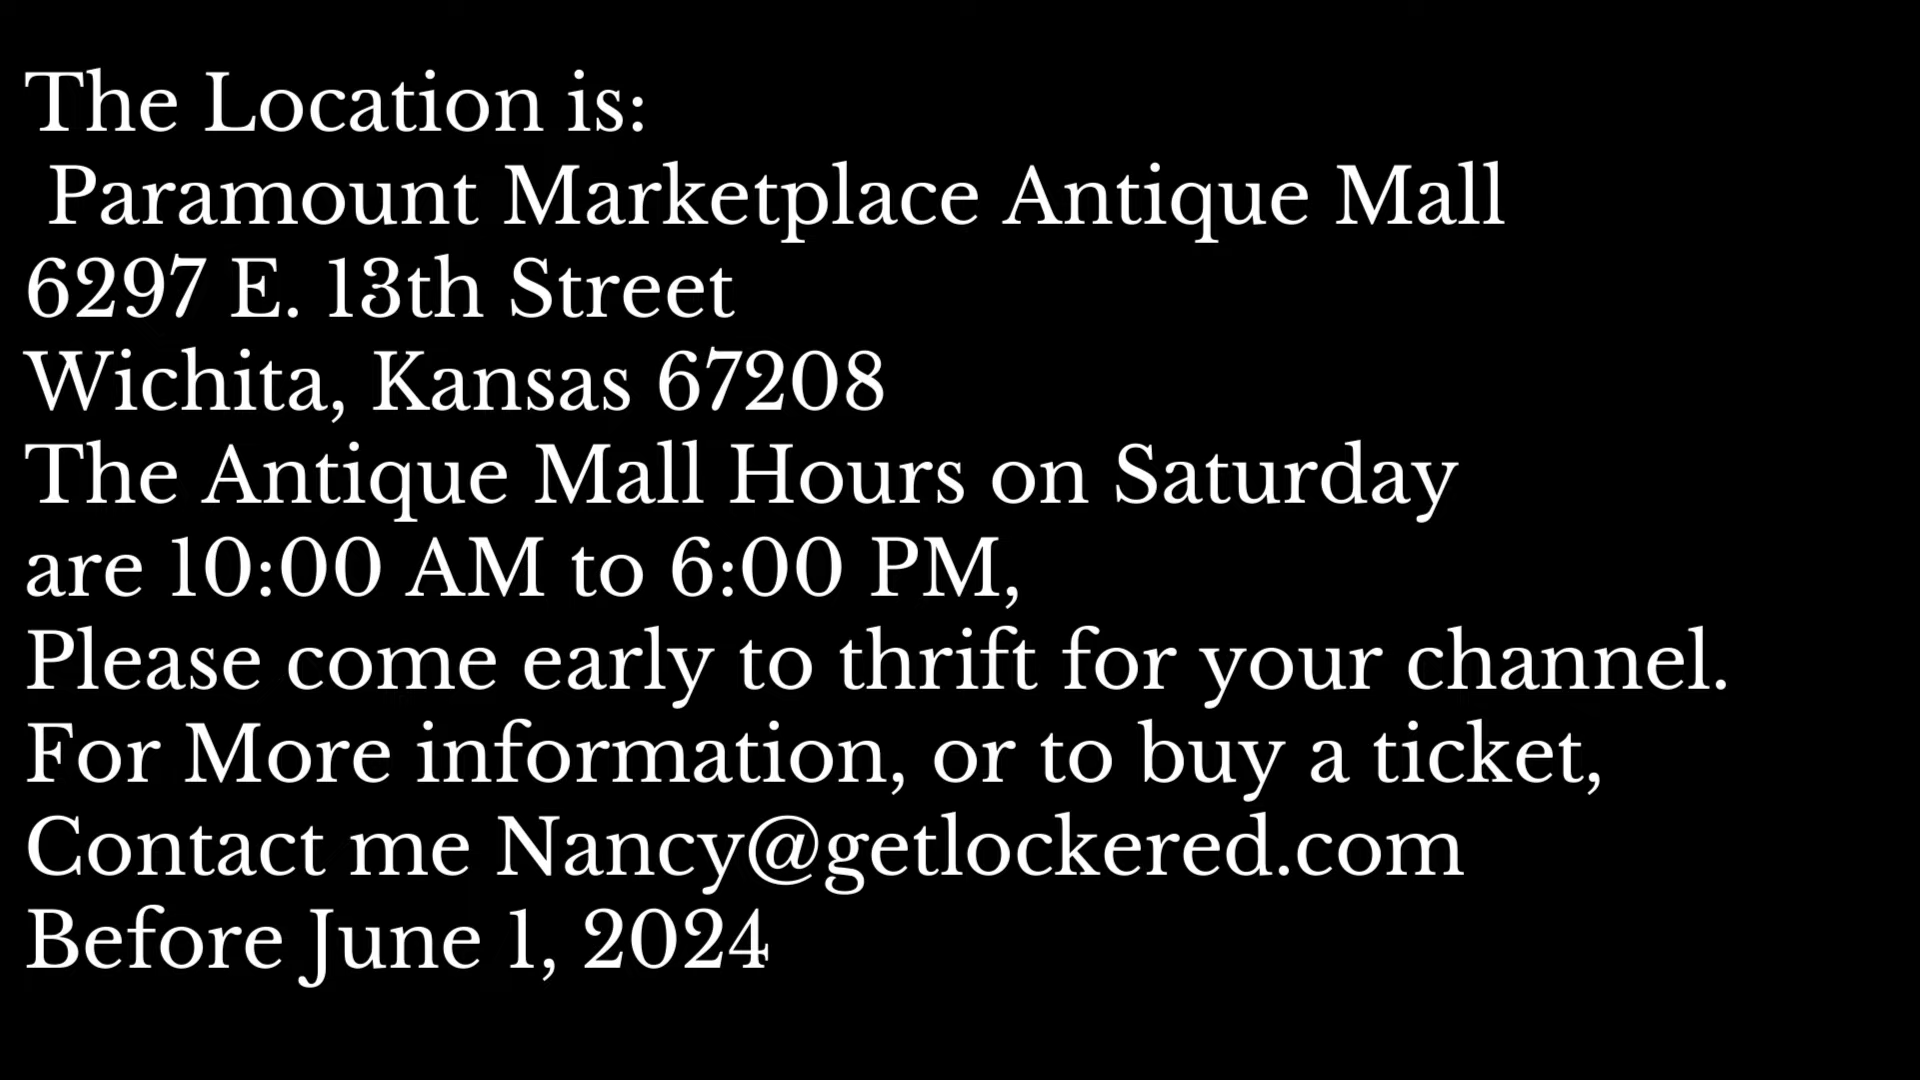 The Location is:
Paramount Marketplace Antique Mall
6297 E. 13th Street
Wichita, Kansas 67208
The Antique Mall Hours on Saturday
are 10:00 AM to 6:00 PM,
Please come early to thrift for your channel.
For More information, or to buy a ticket,
Contact me Nancy@getlockered.com
Before June 1, 2024